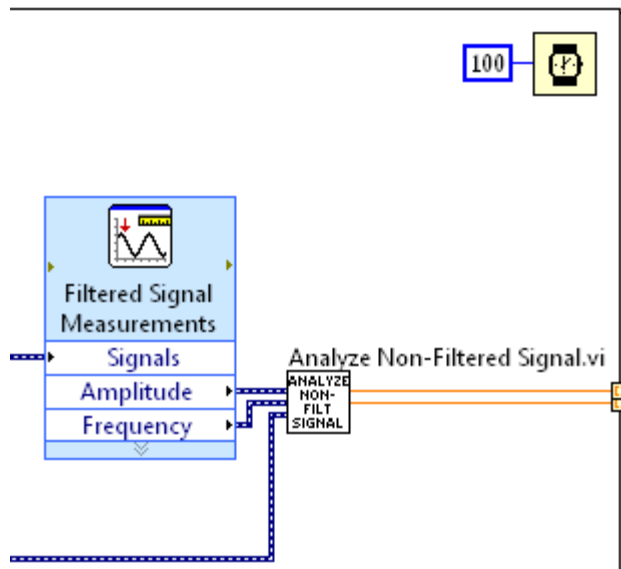 100
Filtered Signal
Measurements
Signals
Amplitude
Frequency
Analyze Non-Filtered Signal.vi
ANALYZE
NON-
FILT
SIGNAL